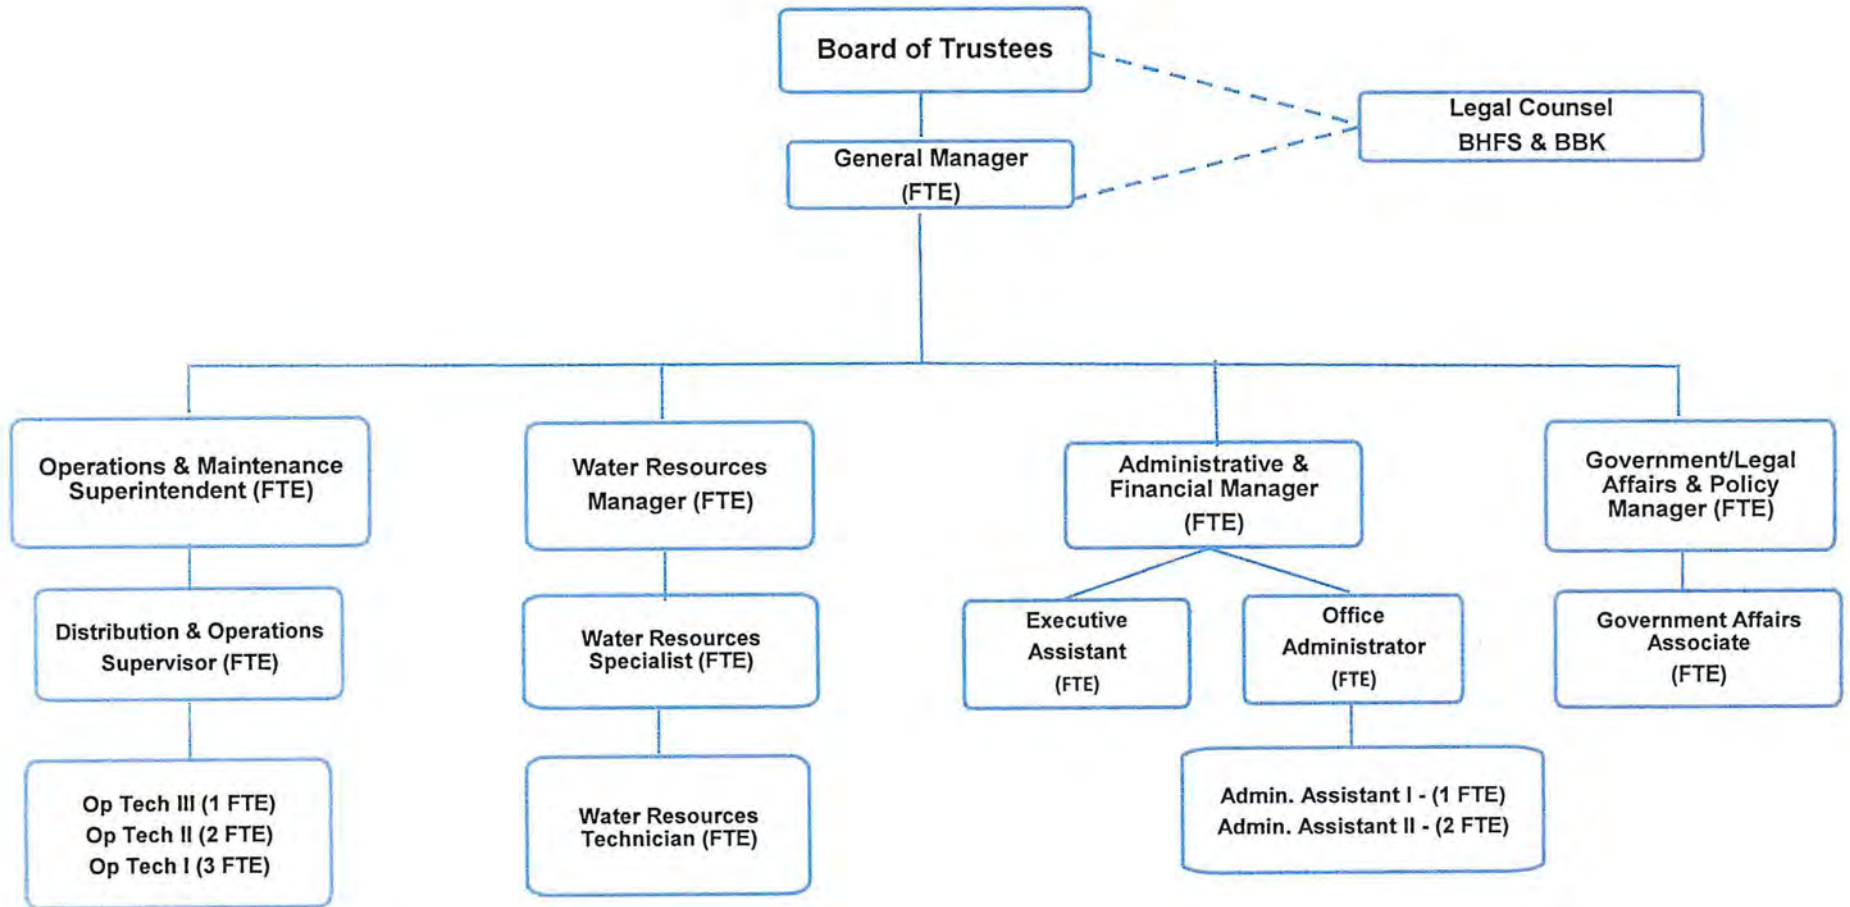 Board of Trustees
Legal Counsel
BHFS & BBK
General Manager
(FTE)
Operations & Maintenance
Superintendent (FTE)
Water Resources
Manager (FTE)
Administrative &
Financial Manager
(FTE)
Government/Legal
Affairs & Policy
Manager (FTE)
Distribution & Operations
Supervisor (FTE)
Water Resources
Specialist (FTE)
Executive
Assistant
(FTE)
Office
Administrator
(FTE)
Government Affairs
Associate
(FTE)
Op Tech III (1 FTE)
Op Tech II (2 FTE)
Op Tech I (3 FTE)
Water Resources
Technician (FTE)
Admin. Assistant I - (1 FTE)
Admin. Assistant II - (2 FTE)